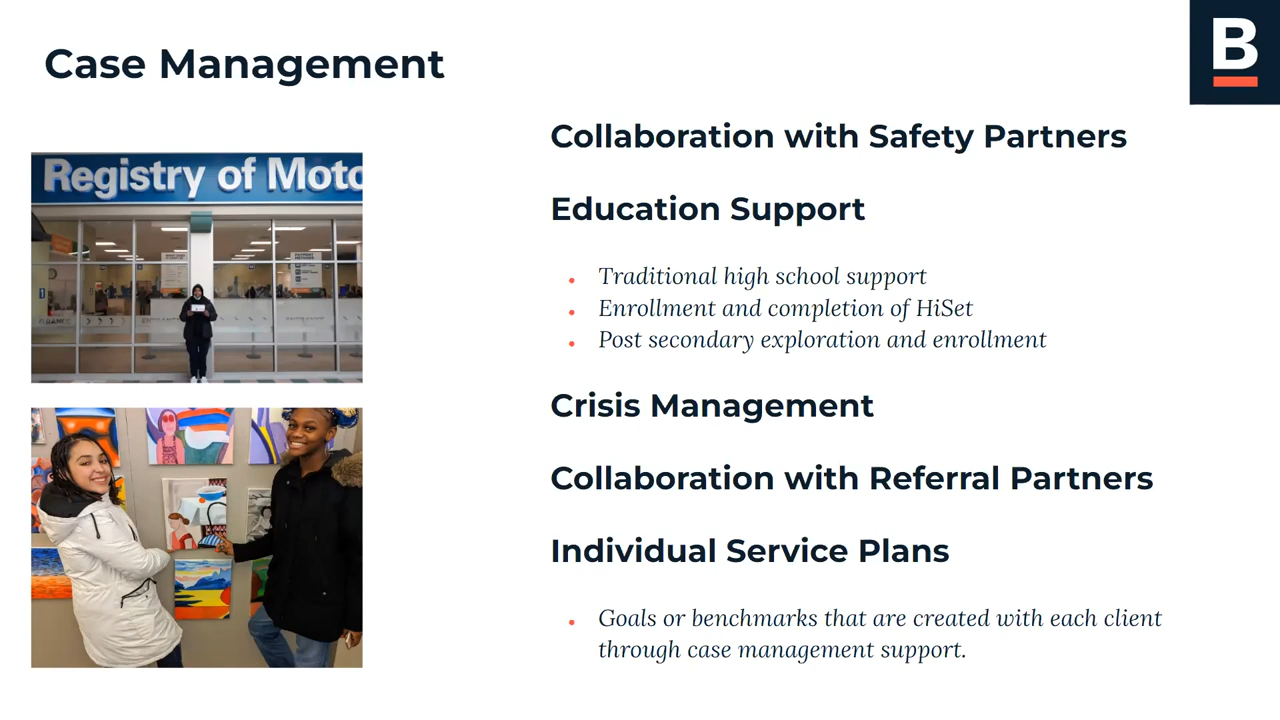 Case Management
B
Collaboration with Safety Partners
Registry of Moto
Education Support
Traditional high school support
Enrollment and completion of HiSet
Post secondary exploration and enrollment
Crisis Management
Collaboration with Referral Partners
Individual Service Plans
Goals or benchmarks that are created with each client
through case management support.